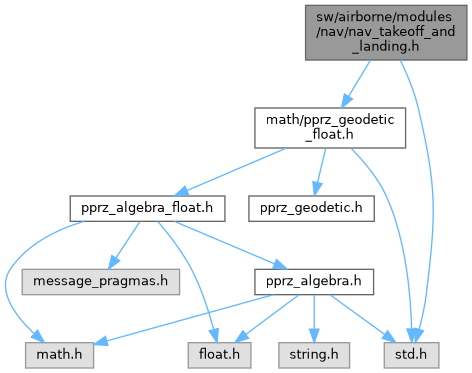 sw/airborne/modules
/nav/nav_takeoff_and
_landing.h
math/pprz_geodetic
_float.h
pprz_algebra_float.h
pprz_geodetic.h
message_pragmas.h
pprz_algebra.h
math.h
float.h
string.h
std.h